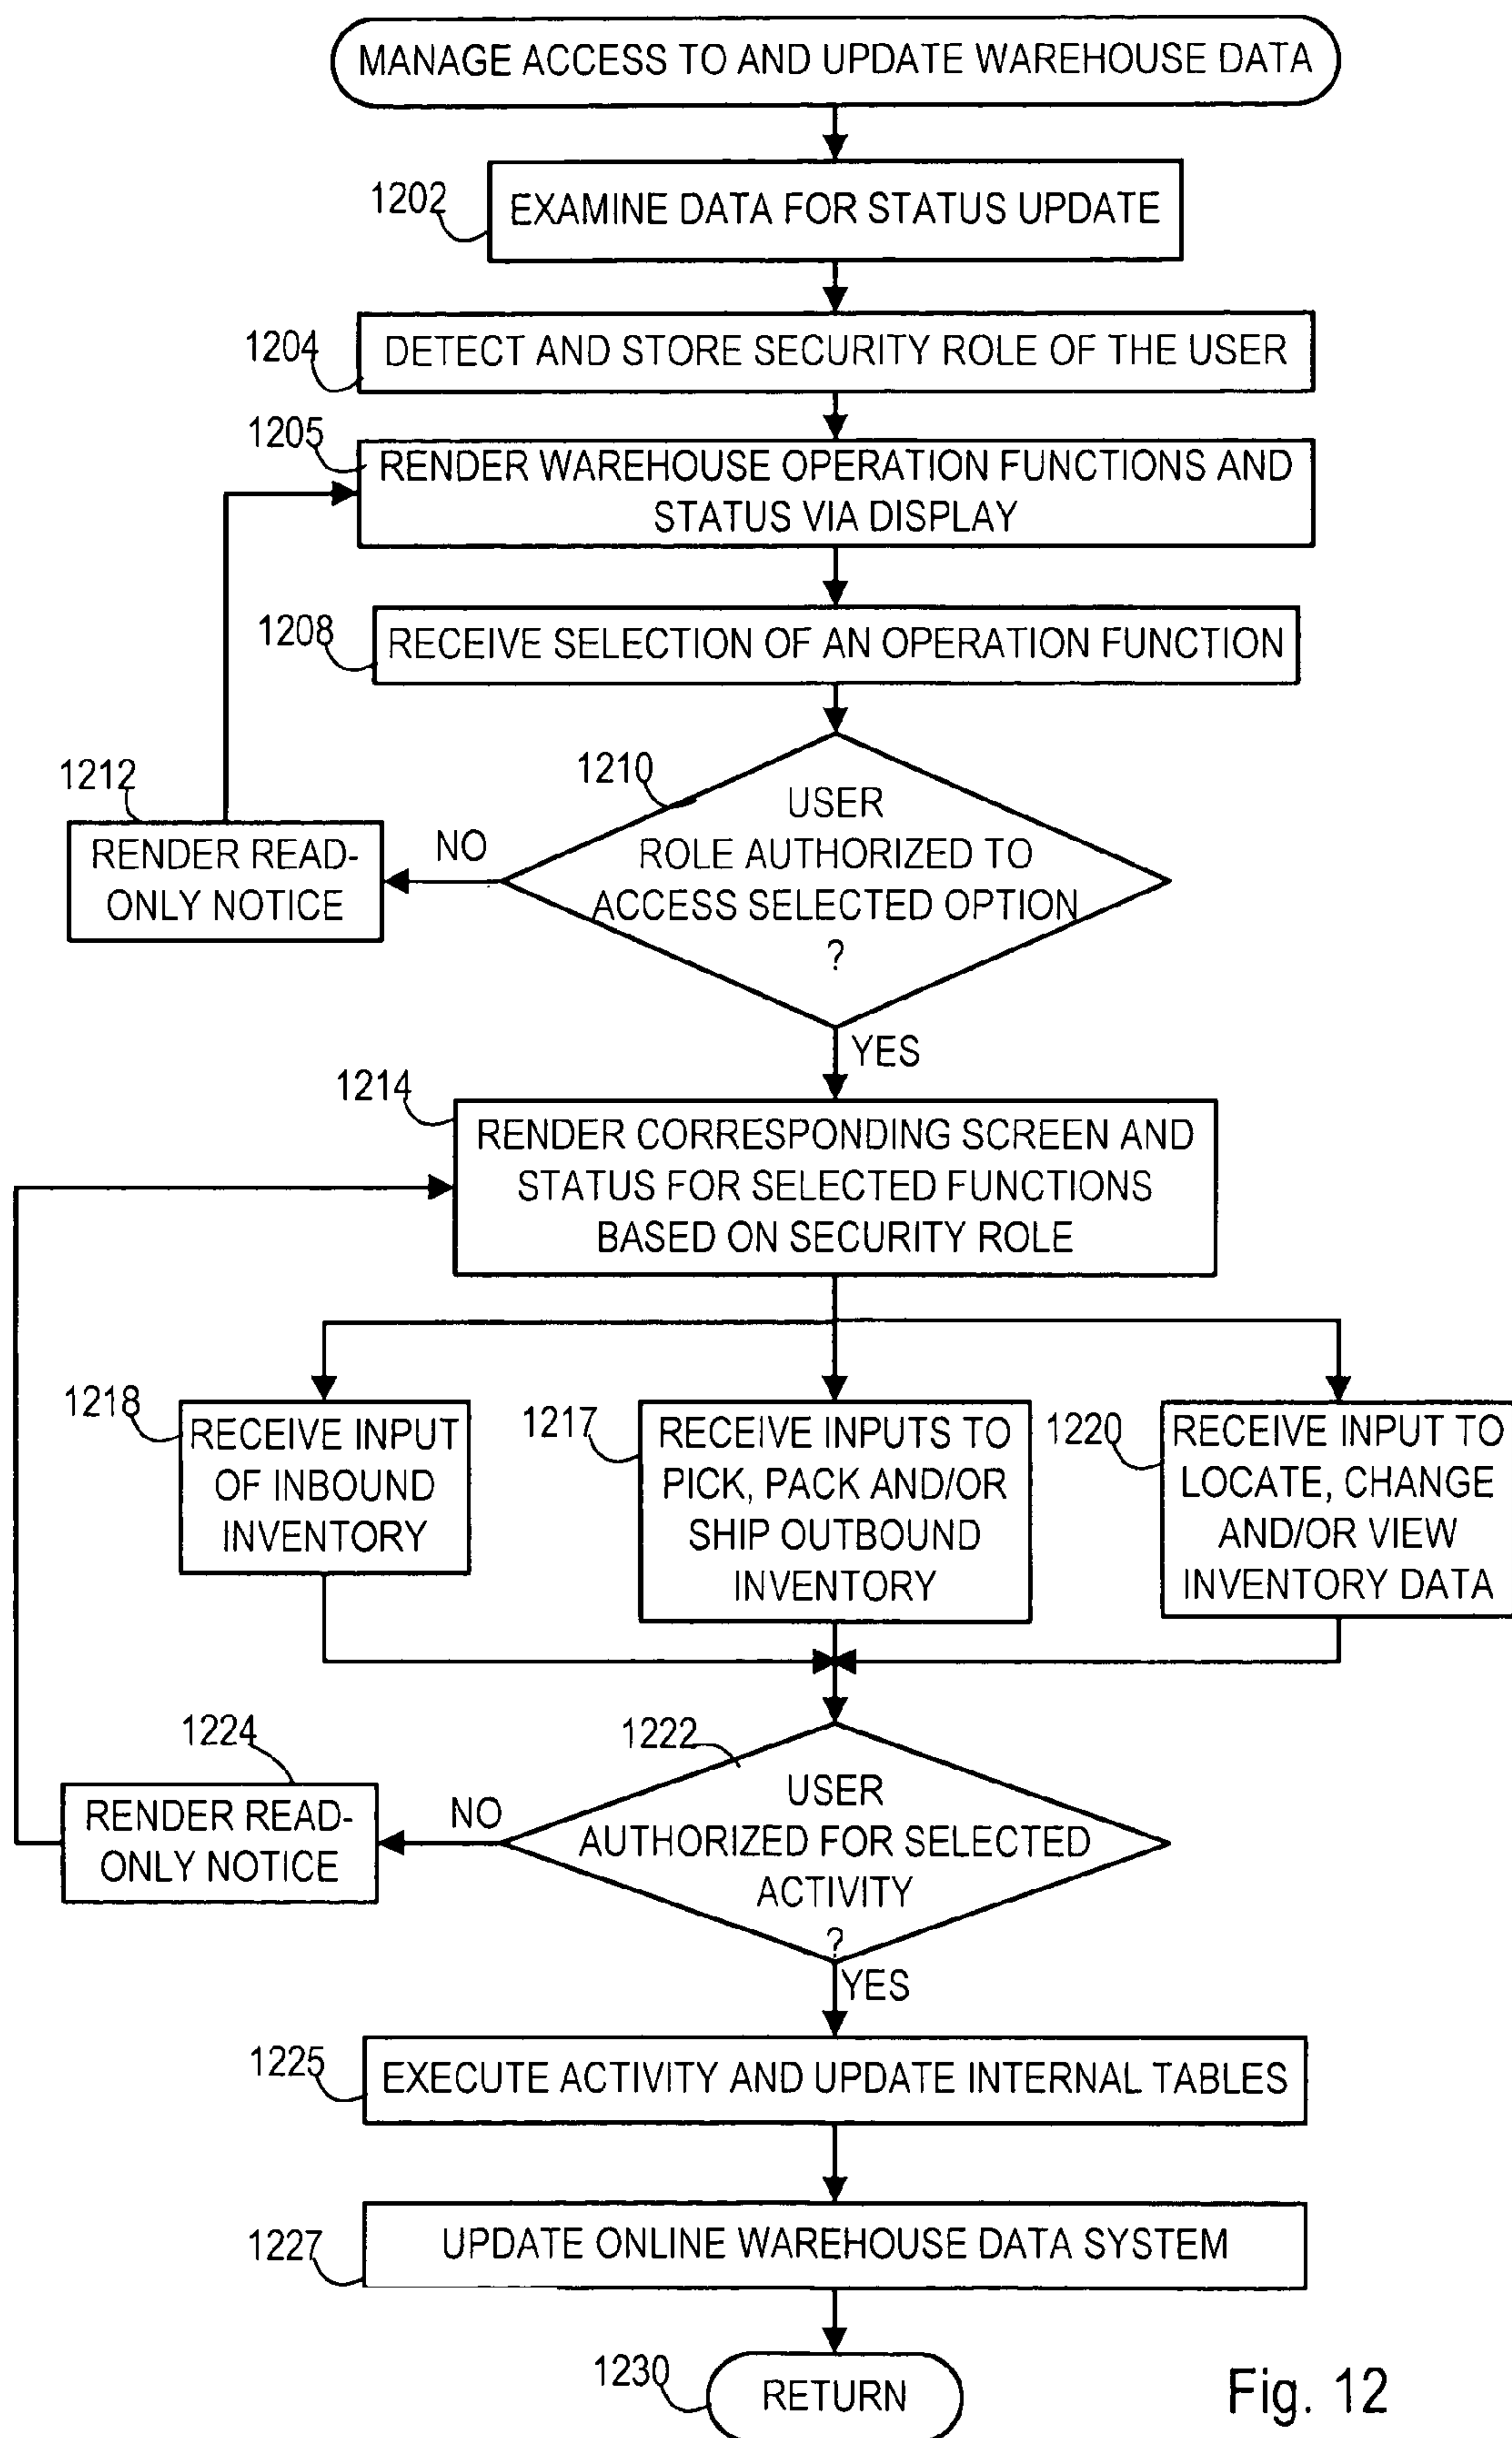 MANAGE ACCESS TO AND UPDATE WAREHOUSE DATA
1202
EXAMINE DATA FOR STATUS UPDATE
1204
DETECT AND STORE SECURITY ROLE OF THE USER
1205
RENDER WAREHOUSE OPERATION FUNCTIONS AND
STATUS VIA DISPLAY
1208
RECEIVE SELECTION OF AN OPERATION FUNCTION
1210
USER
ROLE AUTHORIZED TO
ACCESS SELECTED OPTION
?
NO
1212
RENDER READ-
ONLY NOTICE
YES
1214
RENDER CORRESPONDING SCREEN AND
STATUS FOR SELECTED FUNCTIONS
BASED ON SECURITY ROLE
1218
RECEIVE INPUT
OF INBOUND
INVENTORY
1217
RECEIVE INPUTS TO
PICK, PACK AND/OR
SHIP OUTBOUND
INVENTORY
1220
RECEIVE INPUT TO
LOCATE, CHANGE
AND/OR VIEW
INVENTORY DATA
1222
USER
AUTHORIZED FOR SELECTED
ACTIVITY
?
NO
1224
RENDER READ-
ONLY NOTICE
YES
1225
EXECUTE ACTIVITY AND UPDATE INTERNAL TABLES
1227
UPDATE ONLINE WAREHOUSE DATA SYSTEM
1230
RETURN
Fig. 12